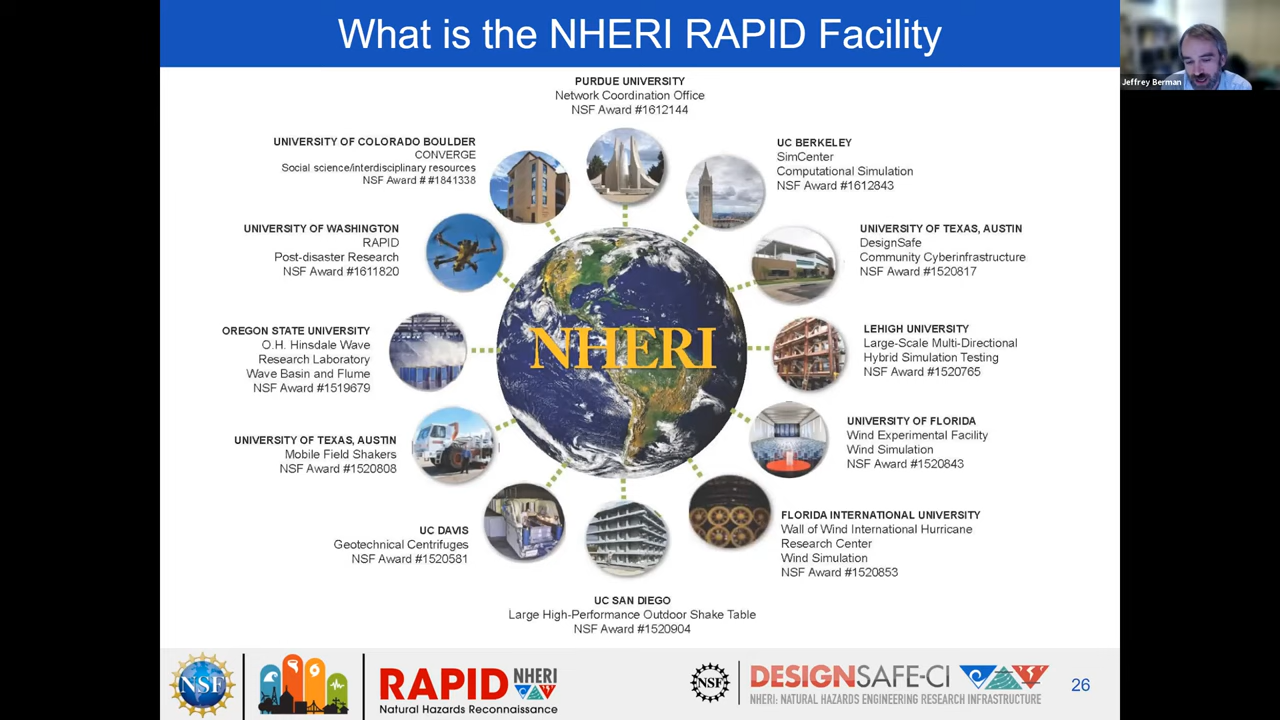 What is the NHERI RAPID Facility
Jeffrey Berman
PURDUE UNIVERSITY
Network Coordination Office
NSF Award #1612144
UNIVERSITY OF COLORADO BOULDER
CONVERGE
Social science/interdisciplinary resources
NSF Award # #1841338
UC BERKELEY
SimCenter
Computational Simulation
NSF Award #1612843
UNIVERSITY OF WASHINGTON
RAPID
Post-disaster Research
NSF Award #1611820
UNIVERSITY OF TEXAS, AUSTIN
DesignSafe
Community Cyberinfrastructure
NSF Award #1520817
OREGON STATE UNIVERSITY
O.H. Hinsdale Wave
Research Laboratory
Wave Basin and Flume
NSF Award #1519679
NHERI
LEHIGH UNIVERSITY
Large-Scale Multi-Directional
Hybrid Simulation Testing
NSF Award #1520765
UNIVERSITY OF TEXAS, AUSTIN
Mobile Field Shakers
NSF Award #1520808
UNIVERSITY OF FLORIDA
Wind Experimental Facility
Wind Simulation
NSF Award #1520843
UC DAVIS
Geotechnical Centrifuges
NSF Award #1520581
FLORIDA INTERNATIONAL UNIVERSITY
Wall of Wind International Hurricane
Research Center
Wind Simulation
NSF Award #1520853
UC SAN DIEGO
Large High-Performance Outdoor Shake Table
NSF Award #1520904
NSF
RAPID NHERI
Natural Hazards Reconnaissance
NSF
DESIGNSAFE-CI
NHERI: NATURAL HAZARDS ENGINEERING RESEARCH INFRASTRUCTURE
26